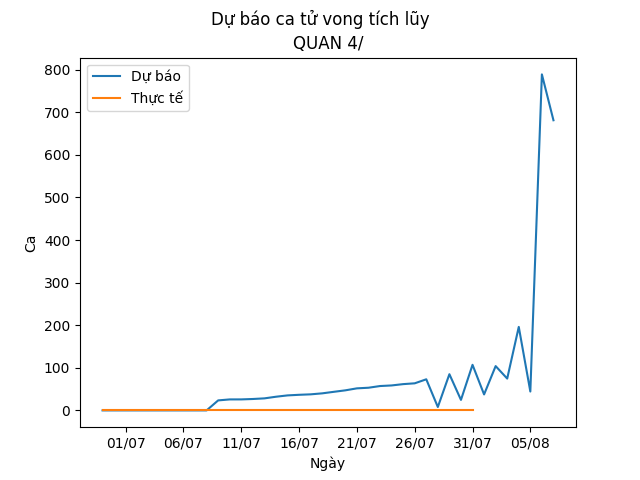 Dự báo ca tử vong tích lũy
QUAN 4/
Dự báo
Thực tế
Ca
800
700
600
500
400
300
200
100
0
01/07 06/07 11/07 16/07 21/07 26/07 31/07 05/08
Ngày